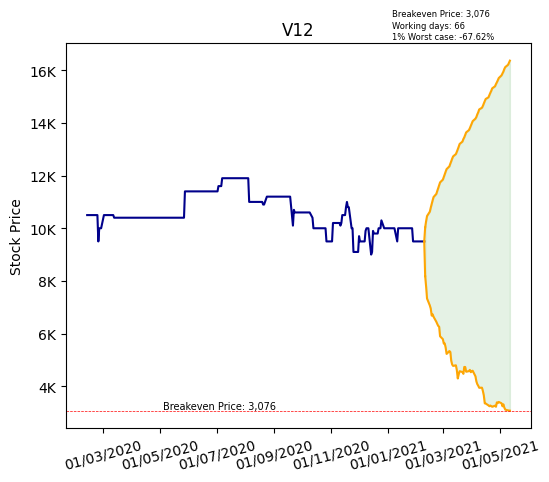 Breakeven Price: 3,076
Working days: 66
1% Worst case: -67.62%
V12
Stock Price
16K
14K
12K
10K
8K
6K
4K
Breakeven Price: 3,076
01/03/2020
01/05/2020
01/07/2020
01/09/2020
01/11/2020
01/01/2021
01/03/2021
01/05/2021